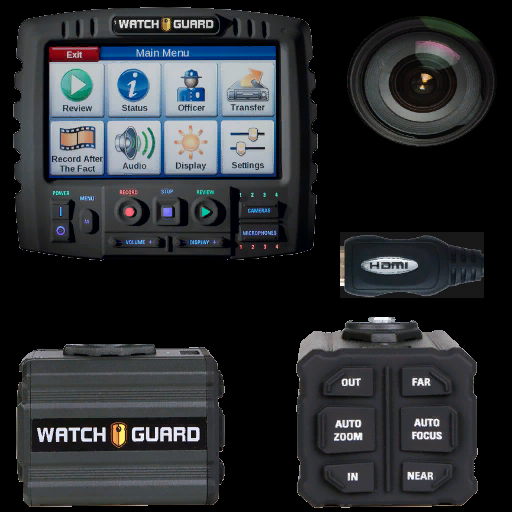 WATCH GUARD
Exit
Main Menu
Review
Status
Officer
Transfer
Record After
The Fact
Audio
Display
Settings
POWER
MENU
RECORD
STOP
REVIEW
1 2 3 4
CAMERAS
MICROPHONES
1 2 3 4
- VOLUME +
- DISPLAY +
HDMI
WATCH GUARD
OUT
FAR
AUTO
ZOOM
AUTO
FOCUS
IN
NEAR